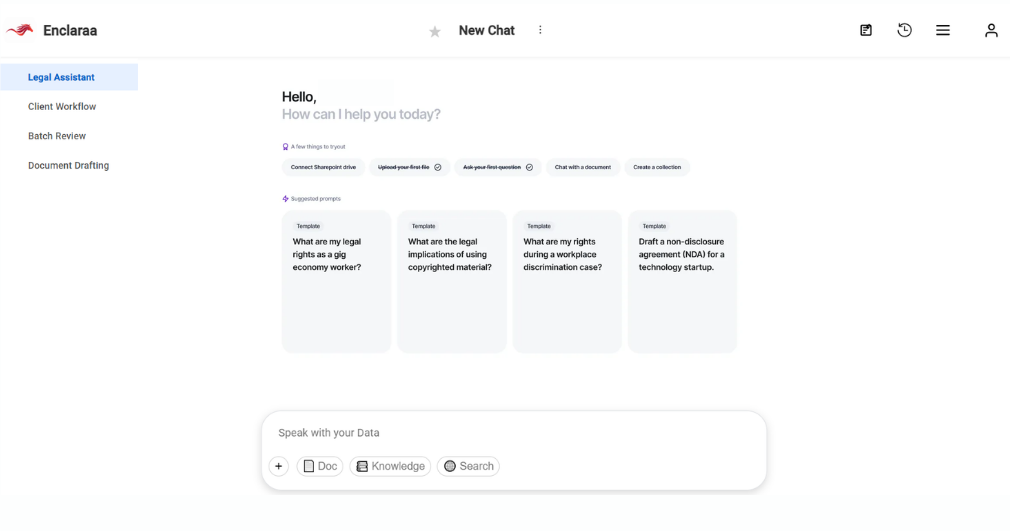 Enclaraa
New Chat
Legal Assistant
Client Workflow
Batch Review
Document Drafting
Hello,
How can I help you today?
A few things to tryout
Connect Sharepoint drive
Upload your first file
Ask your first question
Chat with a document
Create a collection
Suggested prompts
Template
What are my legal
rights as a gig
economy worker?
Template
What are the legal
implications of using
copyrighted material?
Template
What are my rights
during a workplace
discrimination case?
Template
Draft a non-disclosure
agreement (NDA) for a
technology startup.
Speak with your Data
+ Doc Knowledge Search